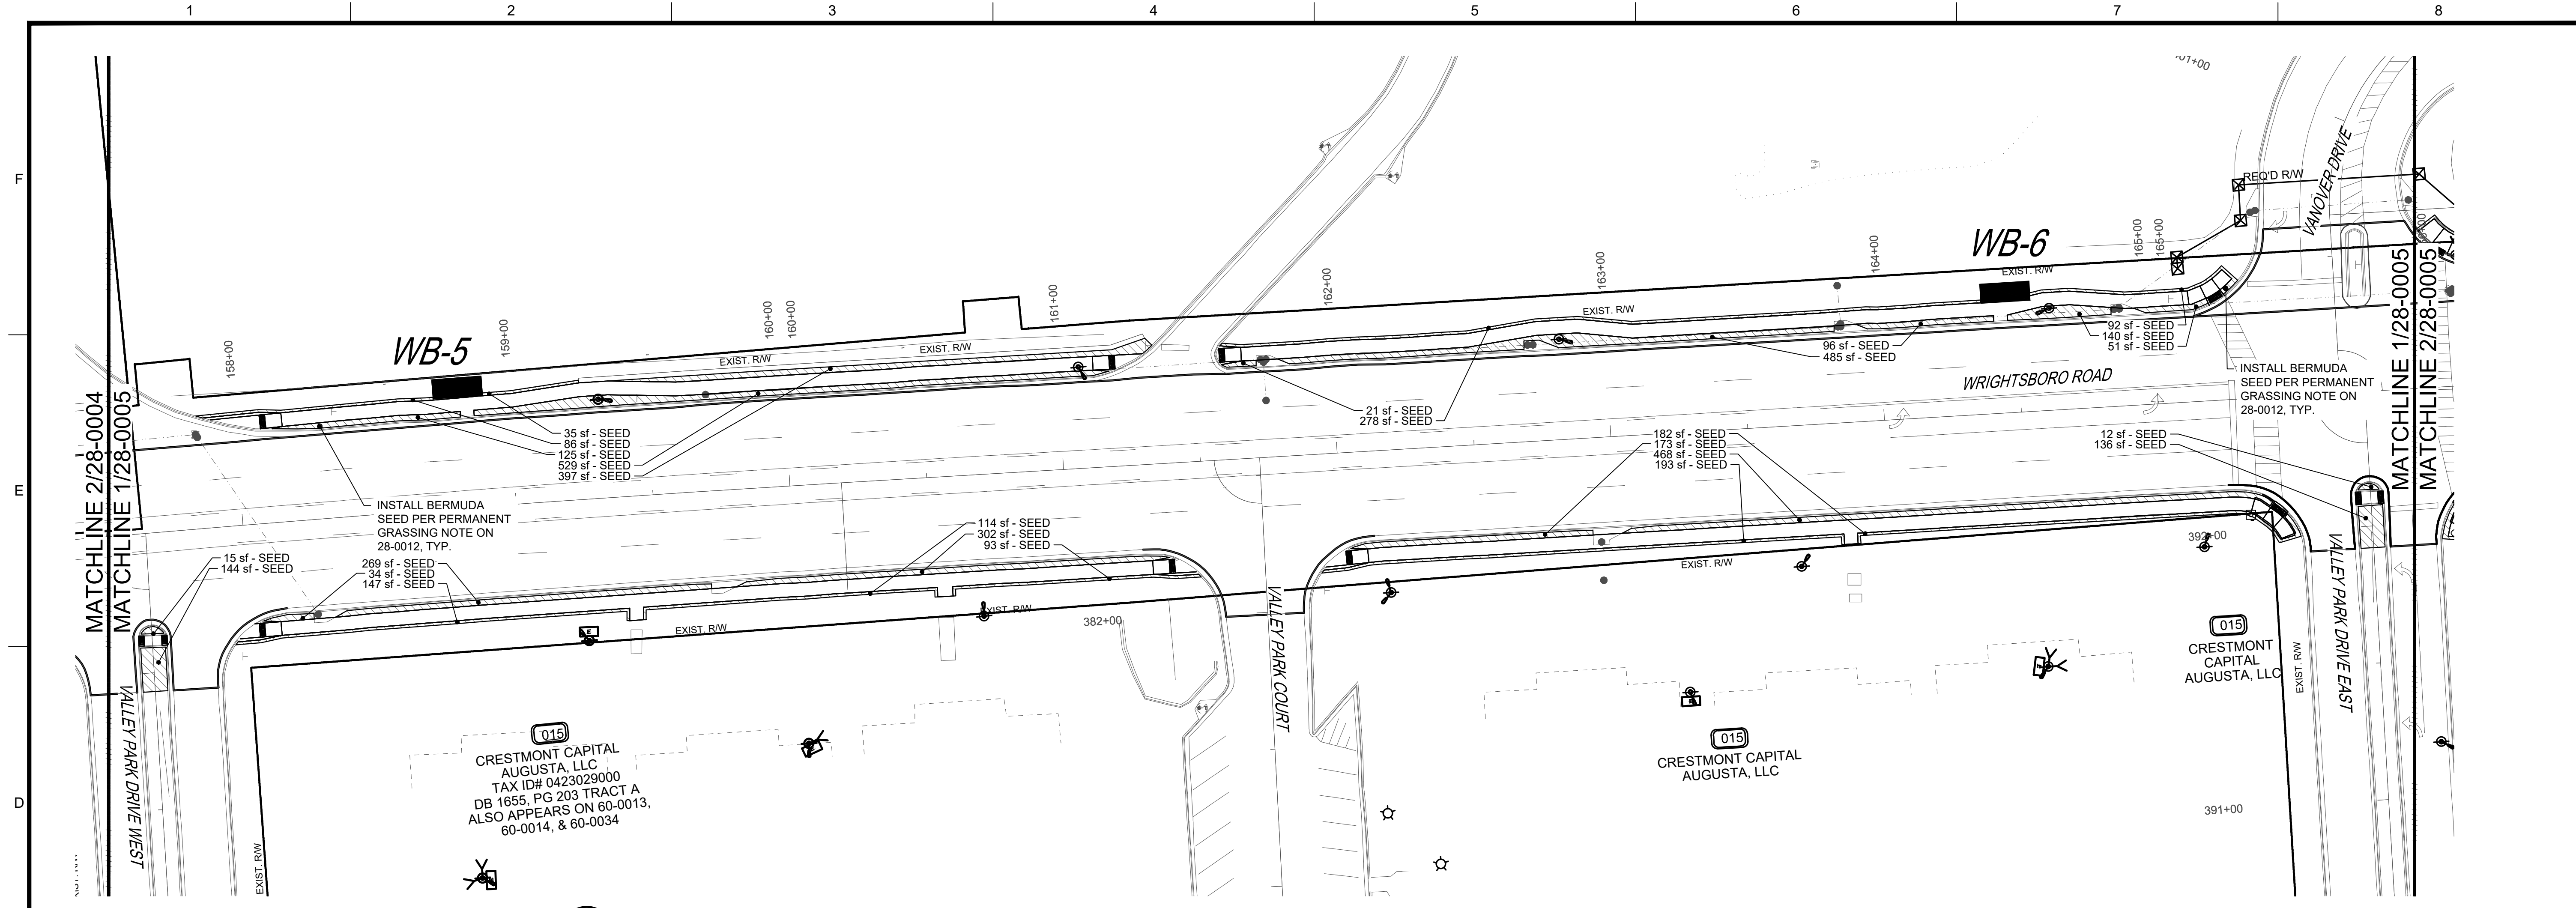 1 2 3 4 5 6 7 8
F
E
D
MATCHLINE 2/28-0004
MATCHLINE 1/28-0005
158+00
159+00
160+00
160+00
161+00
162+00
163+00
164+00
165+00
165+00
WB-5
WB-6
EXIST. R/W
EXIST. R/W
EXIST. R/W
EXIST. R/W
REQ'D R/W
VANOVER DRIVE
WRIGHTSBORO ROAD
MATCHLINE 1/28-0005
MATCHLINE 2/28-0005
35 sf - SEED
86 sf - SEED
125 sf - SEED
529 sf - SEED
397 sf - SEED
INSTALL BERMUDA
SEED PER PERMANENT
GRASSING NOTE ON
28-0012, TYP.
21 sf - SEED
278 sf - SEED
96 sf - SEED
485 sf - SEED
92 sf - SEED
140 sf - SEED
51 sf - SEED
INSTALL BERMUDA
SEED PER PERMANENT
GRASSING NOTE ON
28-0012, TYP.
182 sf - SEED
173 sf - SEED
468 sf - SEED
193 sf - SEED
12 sf - SEED
136 sf - SEED
15 sf - SEED
144 sf - SEED
269 sf - SEED
34 sf - SEED
147 sf - SEED
114 sf - SEED
302 sf - SEED
93 sf - SEED
EXIST. R/W
EXIST. R/W
EXIST. R/W
382+00
392+00
391+00
VALLEY PARK DRIVE WEST
VALLEY PARK COURT
VALLEY PARK DRIVE EAST
EXIST. R/W
EXIST. R/W
015
CRESTMONT CAPITAL
AUGUSTA, LLC
TAX ID# 0423029000
DB 1655, PG 203 TRACT A
ALSO APPEARS ON 60-0013,
60-0014, & 60-0034
015
CRESTMONT CAPITAL
AUGUSTA, LLC
015
CRESTMONT
CAPITAL
AUGUSTA, LLC